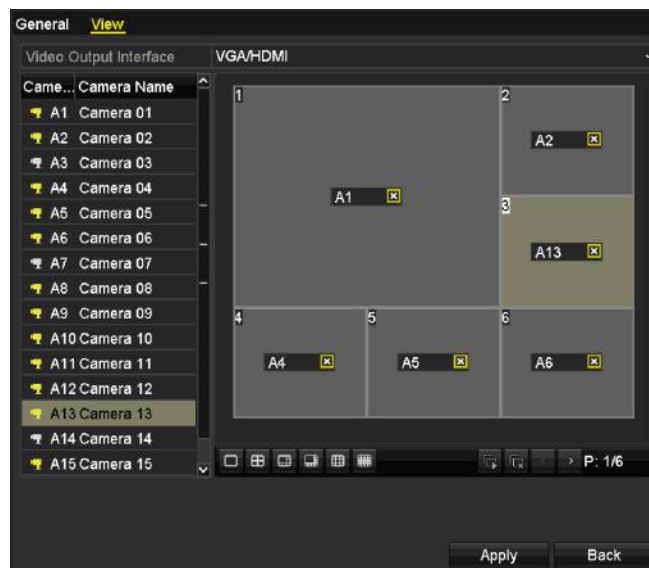 General View
Video Output Interface VGA/HDMI
Came... Camera Name
A1 Camera 01
A2 Camera 02
A3 Camera 03
A4 Camera 04
A5 Camera 05
A6 Camera 06
A7 Camera 07
A8 Camera 08
A9 Camera 09
A10 Camera 10
A11 Camera 11
A12 Camera 12
A13 Camera 13
A14 Camera 14
A15 Camera 15
1
A1
2
A2
3
A13
4
A4
5
A5
6
A6
P: 1/6
Apply Back